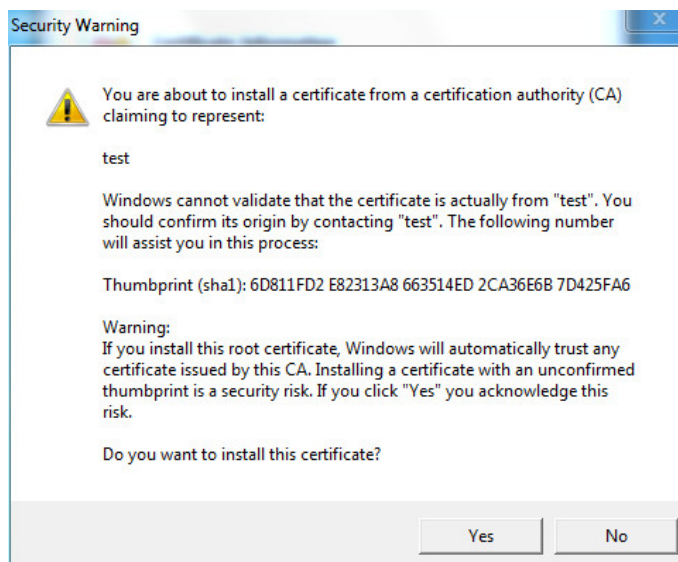 Security Warning
You are about to install a certificate from a certification authority (CA)
claiming to represent:
test
Windows cannot validate that the certificate is actually from "test". You
should confirm its origin by contacting "test". The following number
will assist you in this process:
Thumbprint (sha1): 6D811FD2 E82313A8 663514ED 2CA36E6B 7D425FA6
Warning:
If you install this root certificate, Windows will automatically trust any
certificate issued by this CA. Installing a certificate with an unconfirmed
thumbprint is a security risk. If you click "Yes" you acknowledge this
risk.
Do you want to install this certificate?
Yes No